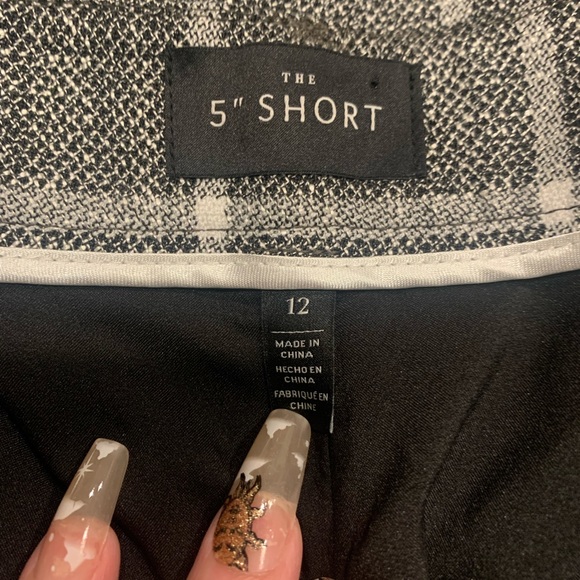 THE
5" SHORT
12
MADE IN
CHINA
HECHO EN
CHINA
FABRIQUÉ EN
CHINE